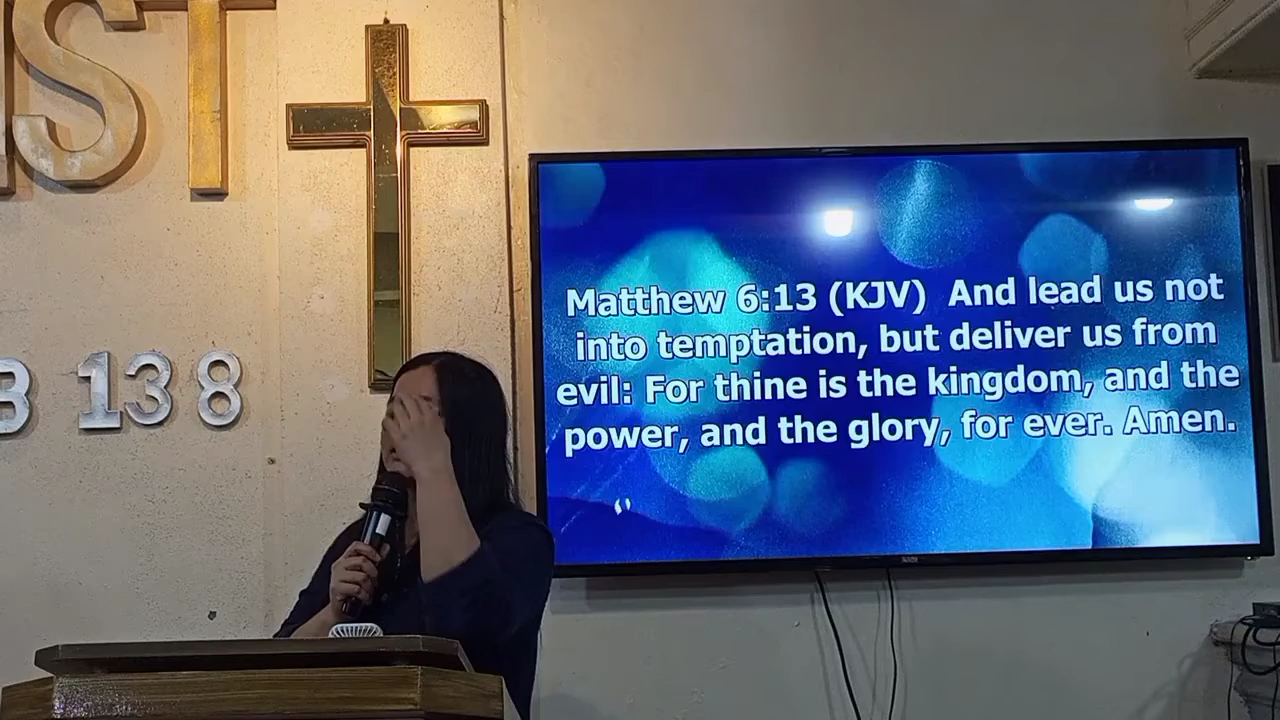 IST
B 138
Matthew 6:13 (KJV)  And lead us not
into temptation, but deliver us from
evil: For thine is the kingdom, and the
power, and the glory, for ever. Amen.